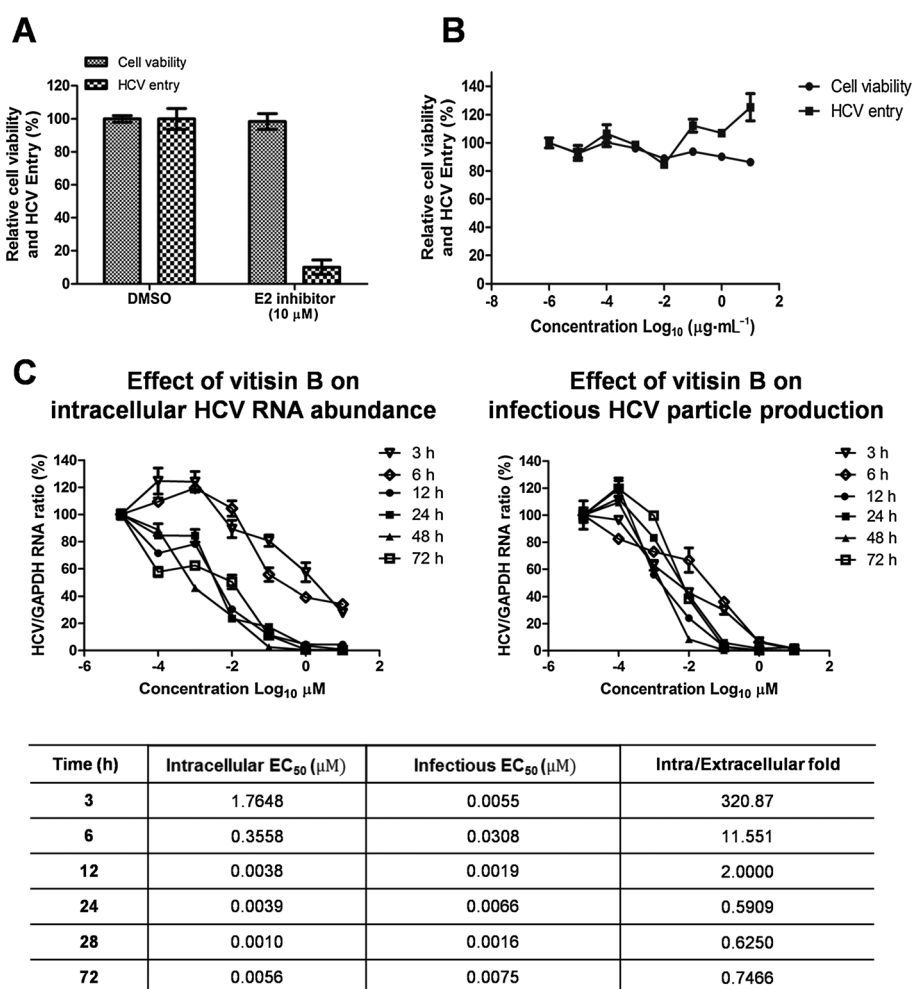 A
Cell viability
HCV entry
Relative cell viability
and HCV Entry (%)
120
100
80
60
40
20
0
DMSO
E2 inhibitor
(10 μM)
B
Cell viability
HCV entry
Relative cell viability
and HCV Entry (%)
140
120
100
80
60
40
20
0
-8 -6 -4 -2 0 2
Concentration Log₁₀ (μg·mL⁻¹)
C
Effect of vitisin B on
intracellular HCV RNA abundance
HCV/GAPDH RNA ratio (%)
140
120
100
80
60
40
20
0
-6 -4 -2 0 2
Concentration Log₁₀ μM
3 h
6 h
12 h
24 h
48 h
72 h
Effect of vitisin B on
infectious HCV particle production
HCV/GAPDH RNA ratio (%)
140
120
100
80
60
40
20
0
-6 -4 -2 0 2
Concentration Log₁₀ μM
3 h
6 h
12 h
24 h
48 h
72 h
Time (h) Intracellular EC₅₀ (μM) Infectious EC₅₀ (μM) Intra/Extracellular fold
3 1.7648 0.0055 320.87
6 0.3558 0.0308 11.551
12 0.0038 0.0019 2.0000
24 0.0039 0.0066 0.5909
28 0.0010 0.0016 0.6250
72 0.0056 0.0075 0.7466